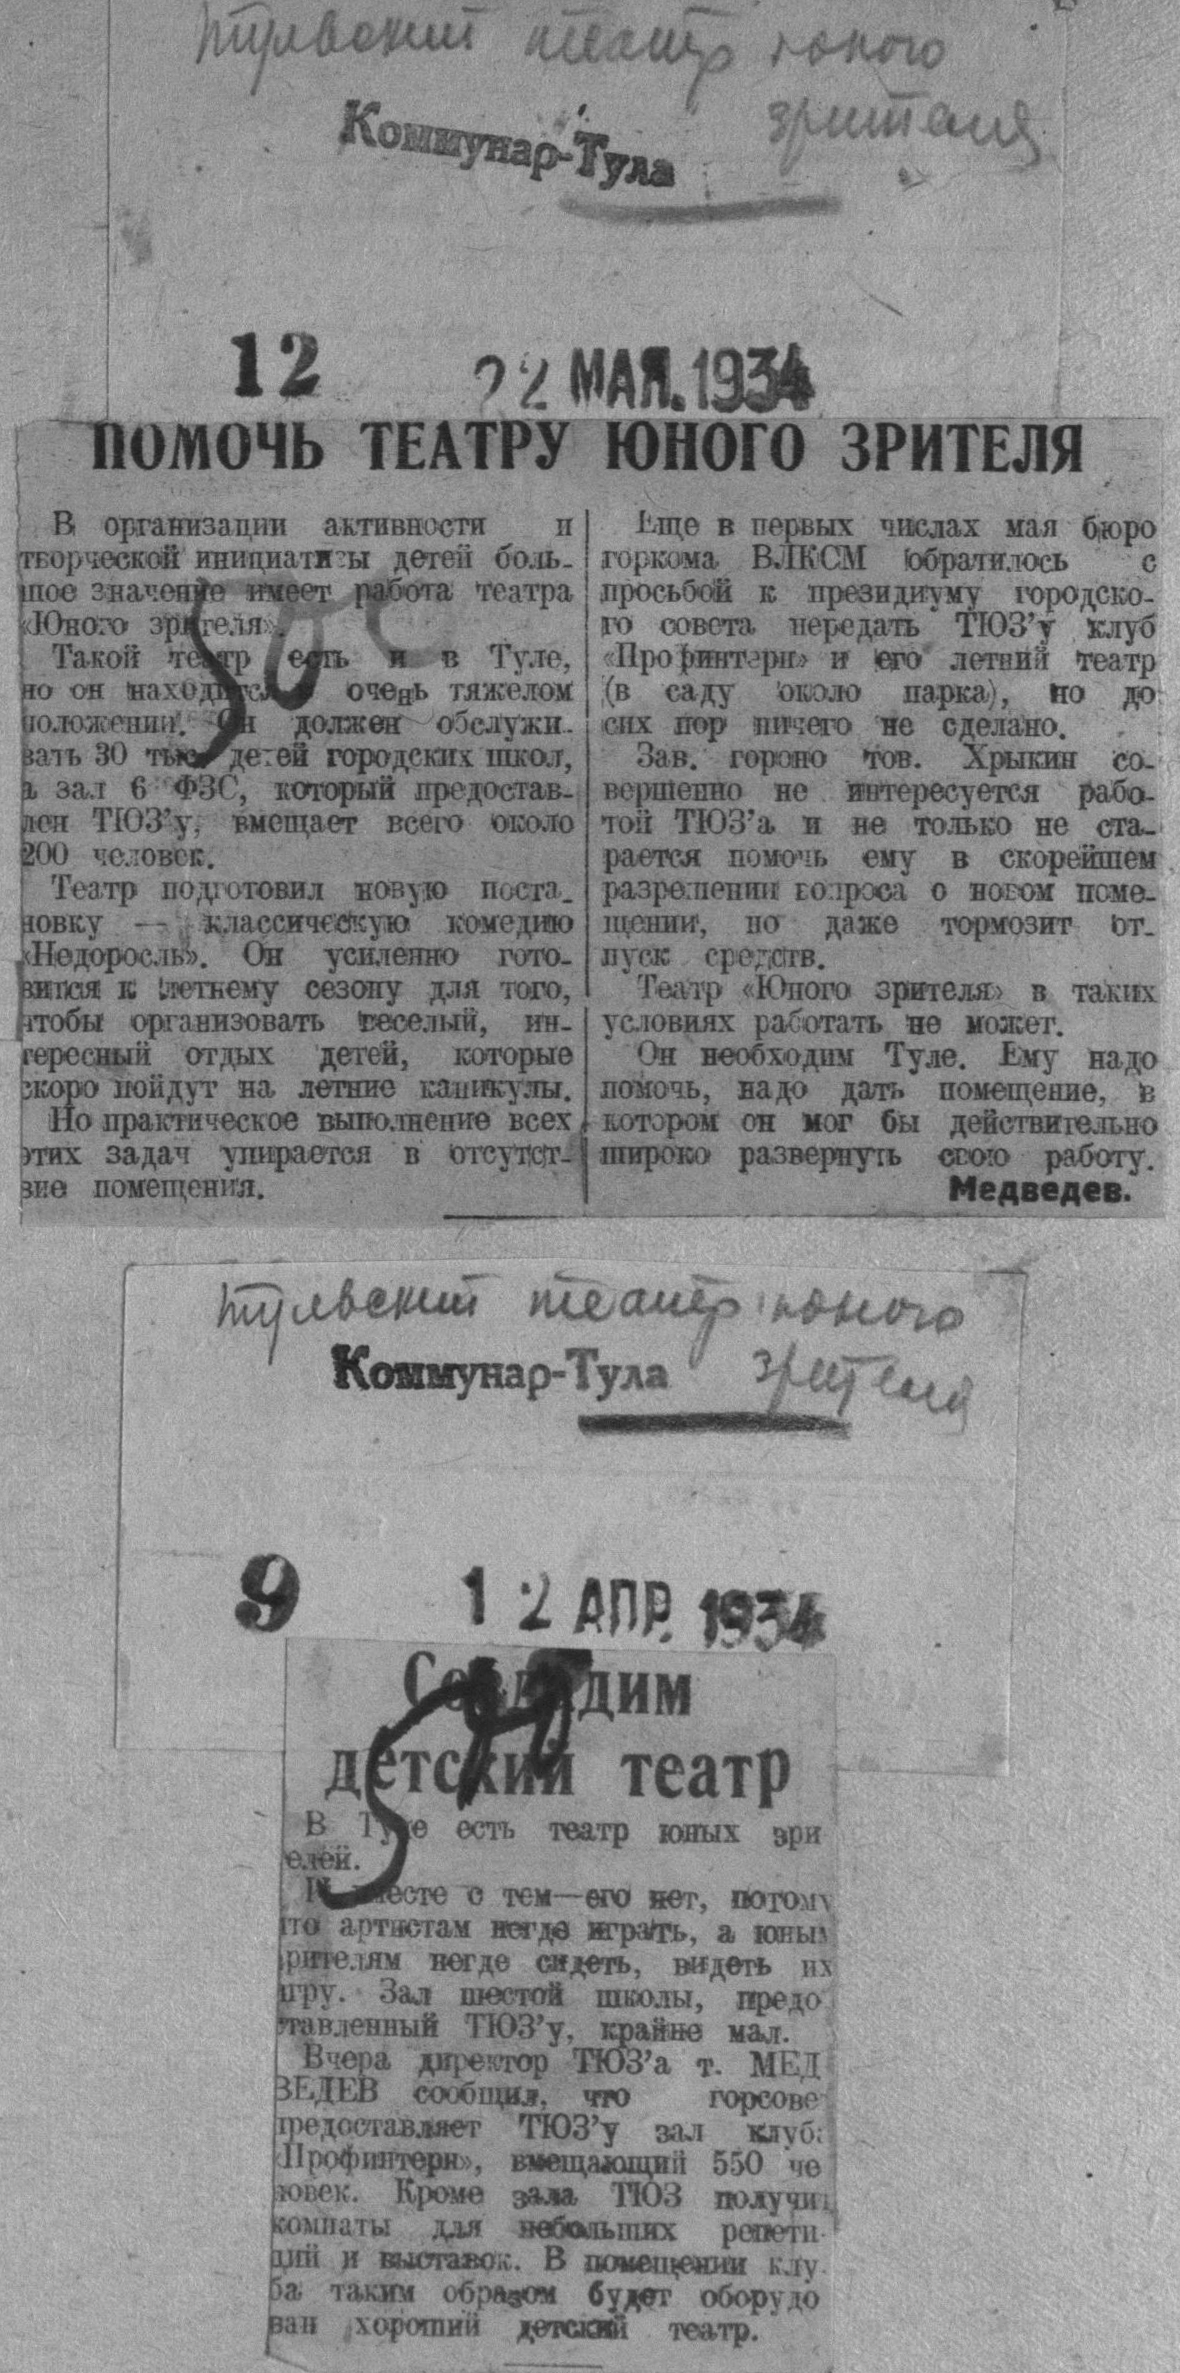 тульский театр юного
зрителя
Коммунар-Тула
12 22 МАЯ.1934
ПОМОЧЬ ТЕАТРУ ЮНОГО ЗРИТЕЛЯ
В организации активности и
творческой инициативы детей боль-
шое значение имеет работа театра
«Юного зрителя».
Такой театр есть и в Туле,
но он находится в очень тяжелом
положении. Он должен обслужи-
вать 30 тыс. детей городских школ,
а зал 6 ФЗС, который предостав-
лен ТЮЗ'у, вмещает всего около
200 человек.
Театр подготовил новую поста-
новку — классическую комедию
«Недоросль». Он усиленно гото-
вится к летнему сезону для того,
чтобы организовать веселый, ин-
тересный отдых детей, которые
скоро пойдут на летние каникулы.
Но практическое выполнение всех
этих задач упирается в отсутст-
вие помещения.
Еще в первых числах мая бюро
горкома ВЛКСМ обратилось с
просьбой к президиуму городско-
го совета передать ТЮЗ'у клуб
«Профинтерн» и его летний театр
(в саду около парка), но до
сих пор ничего не сделано.
Зав. гороно тов. Хрыкин со-
вершенно не интересуется рабо-
той ТЮЗ'а и не только не ста-
рается помочь ему в скорейшем
разрешении вопроса о новом поме-
щении, но даже тормозит от-
пуск средств.
Театр «Юного зрителя» в таких
условиях работать не может.
Он необходим Туле. Ему надо
помочь, надо дать помещение, в
котором он мог бы действительно
широко развернуть свою работу.
Медведев.
тульский театр юного
зрителя
Коммунар-Тула
9 12 АПР. 1934
Создадим
детский театр
В Туле есть театр юных зри
елей.
И вместе с тем—его нет, потому
что артистам негде играть, а юным
зрителям негде сидеть, видеть их
игру. Зал шестой школы, предо
ставленный ТЮЗ'у, крайне мал.
Вчера директор ТЮЗ'а т. МЕД
ВЕДЕВ сообщил, что горсове
предоставляет ТЮЗ'у зал клуба
«Профинтерн», вмещающий 550 че
ловек. Кроме зала ТЮЗ получит
комнаты для небольших репети
ций и выставок. В помещении клу
ба таким образом будет оборудо
ван хороший детский театр.